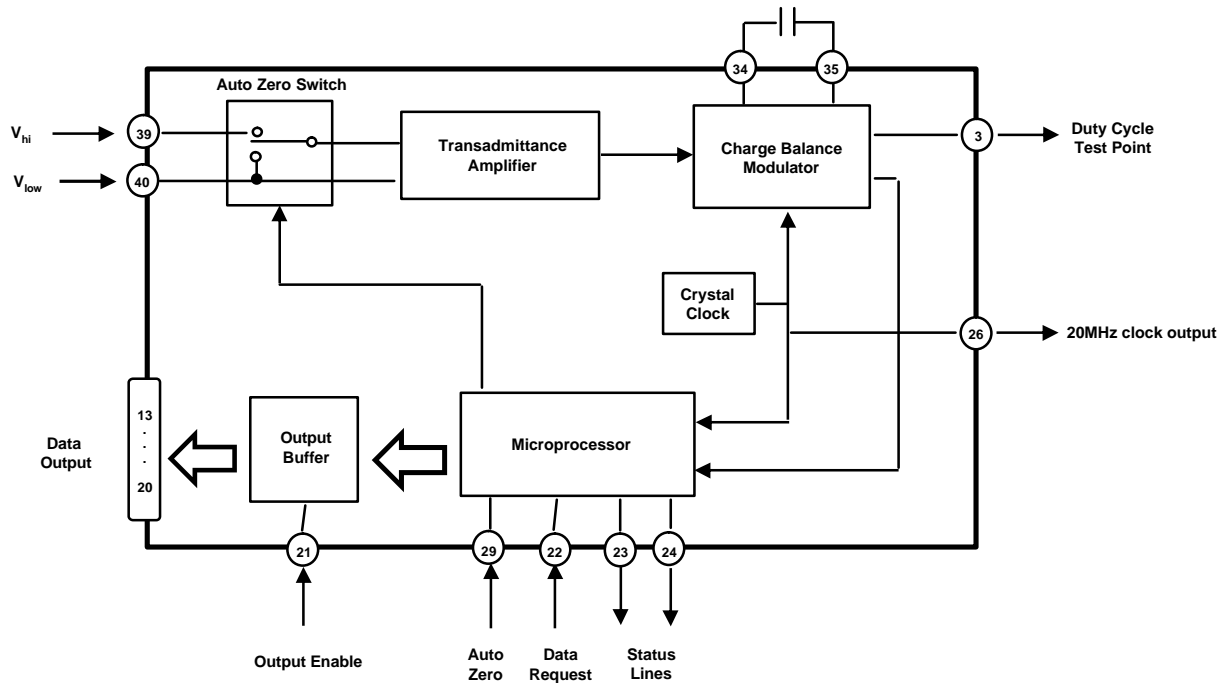 34
35
Auto Zero Switch
Vhi
39
Transadmittance
Amplifier
Charge Balance
Modulator
3
Duty Cycle
Test Point
Vlow
40
Crystal
Clock
26
20MHz clock output
Data
Output
13
.
.
.
20
Output
Buffer
Microprocessor
21
29
22
23
24
Output Enable
Auto
Zero
Data
Request
Status
Lines